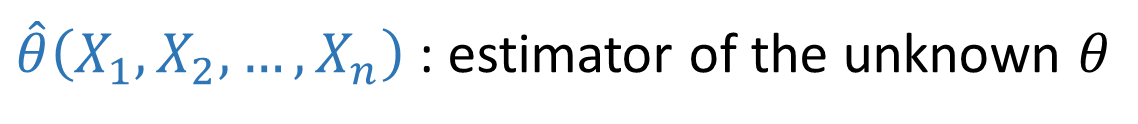 θ̂(X₁, X₂, … , Xₙ) : estimator of the unknown θ